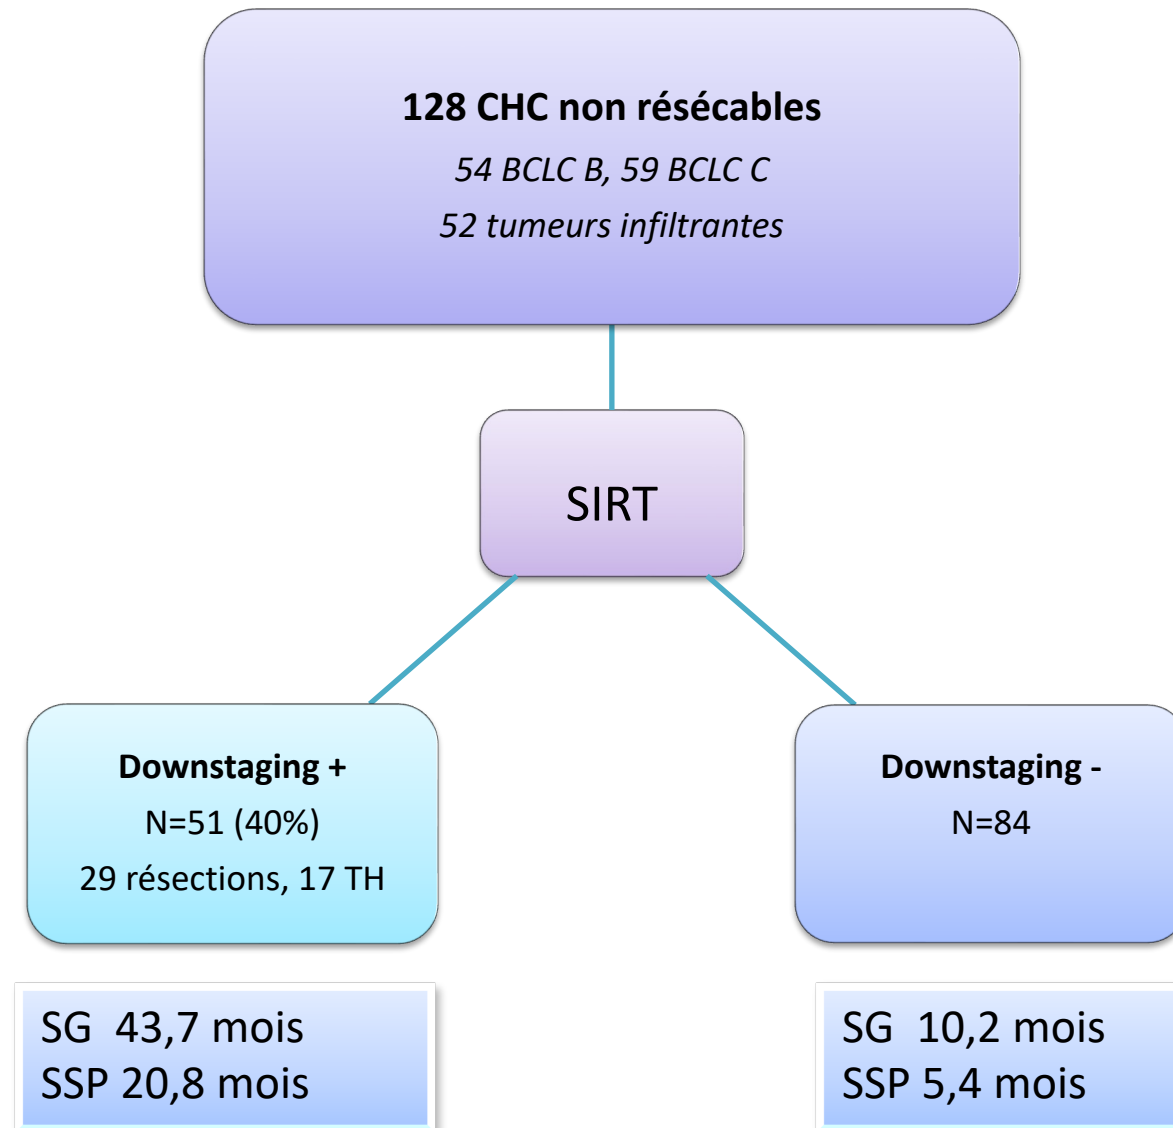 128 CHC non résécables
54 BCLC B, 59 BCLC C
52 tumeurs infiltrantes
SIRT
Downstaging +
N=51 (40%)
29 résections, 17 TH
Downstaging -
N=84
SG 43,7 mois
SSP 20,8 mois
SG 10,2 mois
SSP 5,4 mois